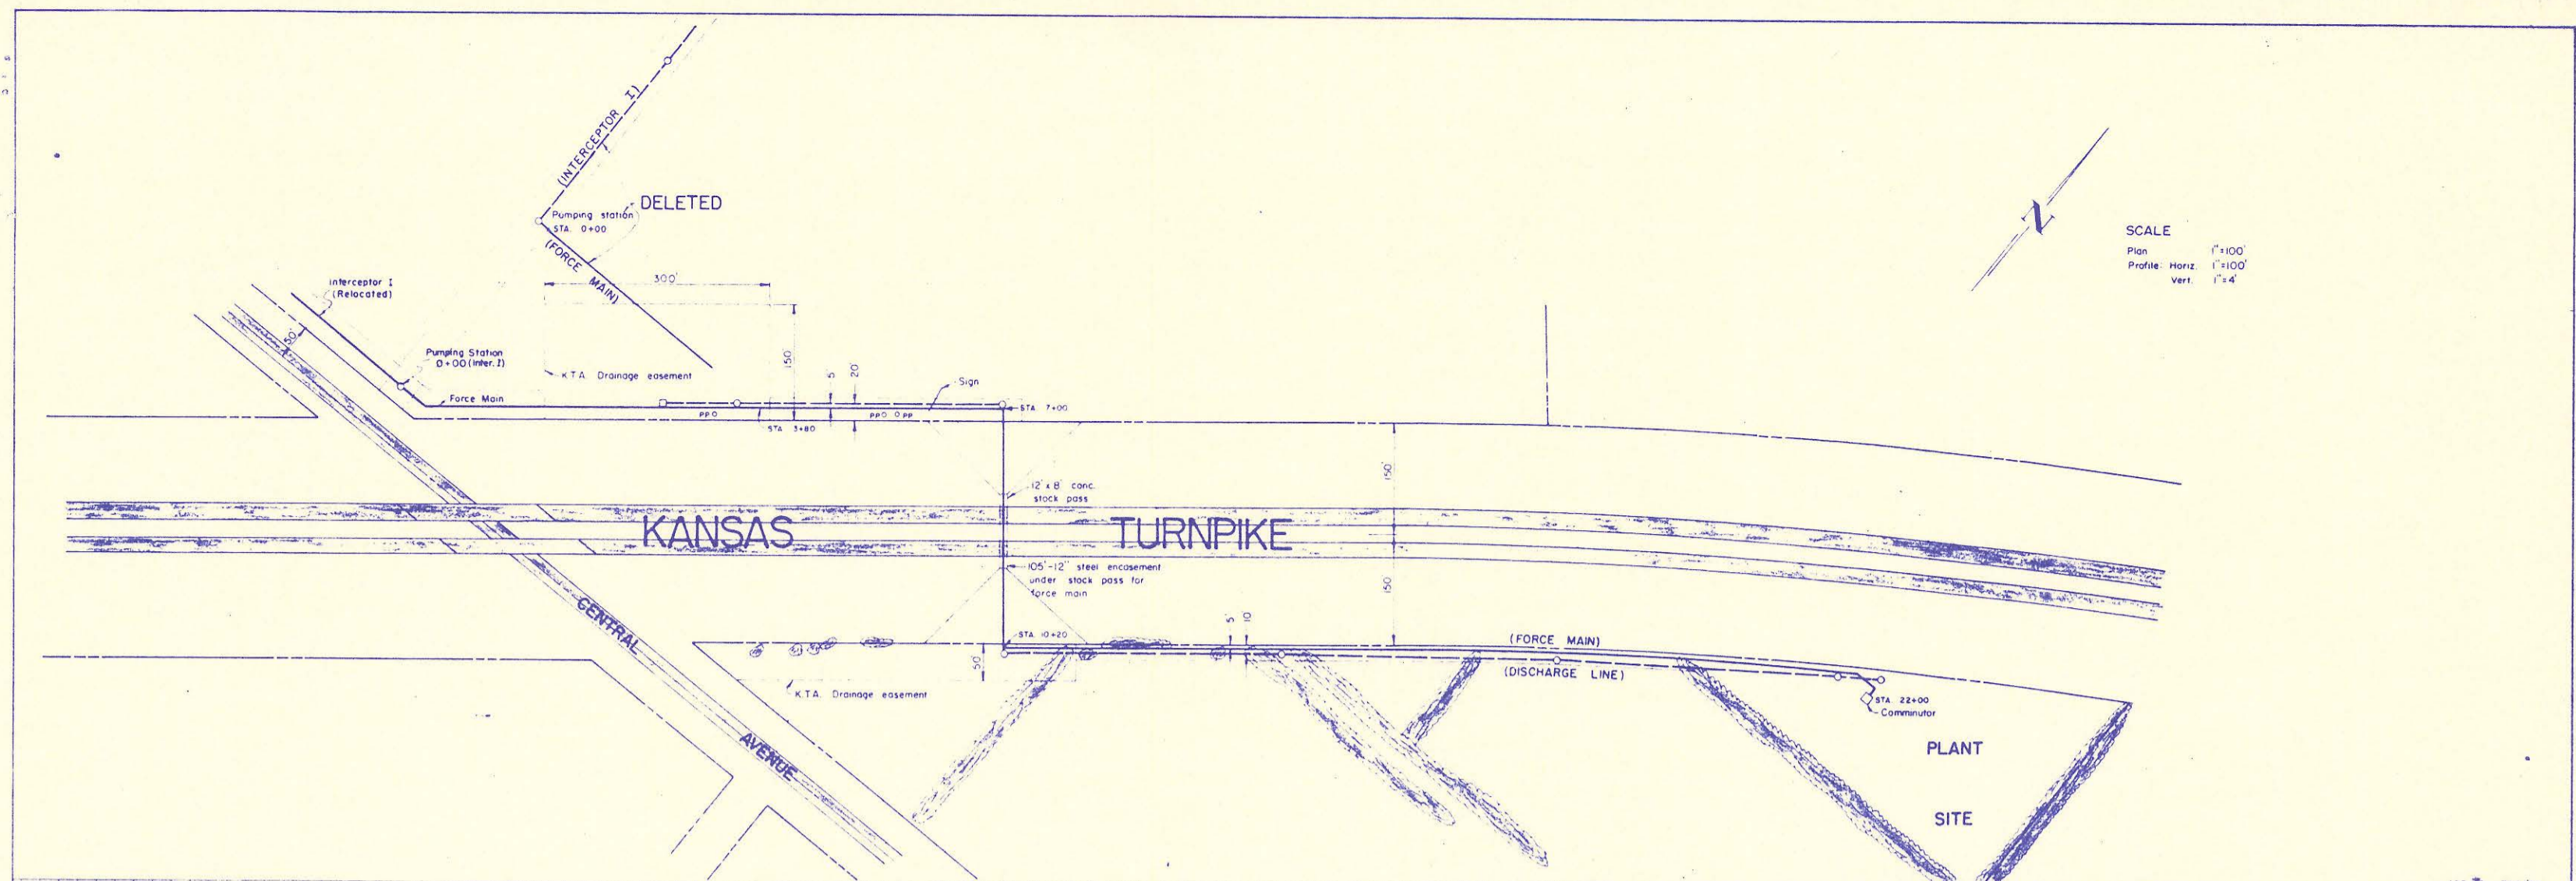 (INTERCEPTOR I)
DELETED
Pumping station
STA. 0+00
(FORCE MAIN)
300'
N
SCALE
Plan 1"=100'
Profile: Horiz. 1"=100'
Vert. 1"=4'
Interceptor I
(Relocated)
50'
Pumping Station
0+00 (Inter. I)
K.T.A. Drainage easement
150'
5'
20'
Sign
Force Main
PP.O
PPO O PP
STA. 7+00
STA. 3+80
150'
12' x 8' conc.
stock pass
KANSAS TURNPIKE
105'-12" steel encasement
under stock pass for
force main
150'
CENTRAL
AVENUE
STA. 10+20
50'
5'
10'
(FORCE MAIN)
(DISCHARGE LINE)
K.T.A. Drainage easement
STA. 22+00
Comminutor
PLANT
SITE